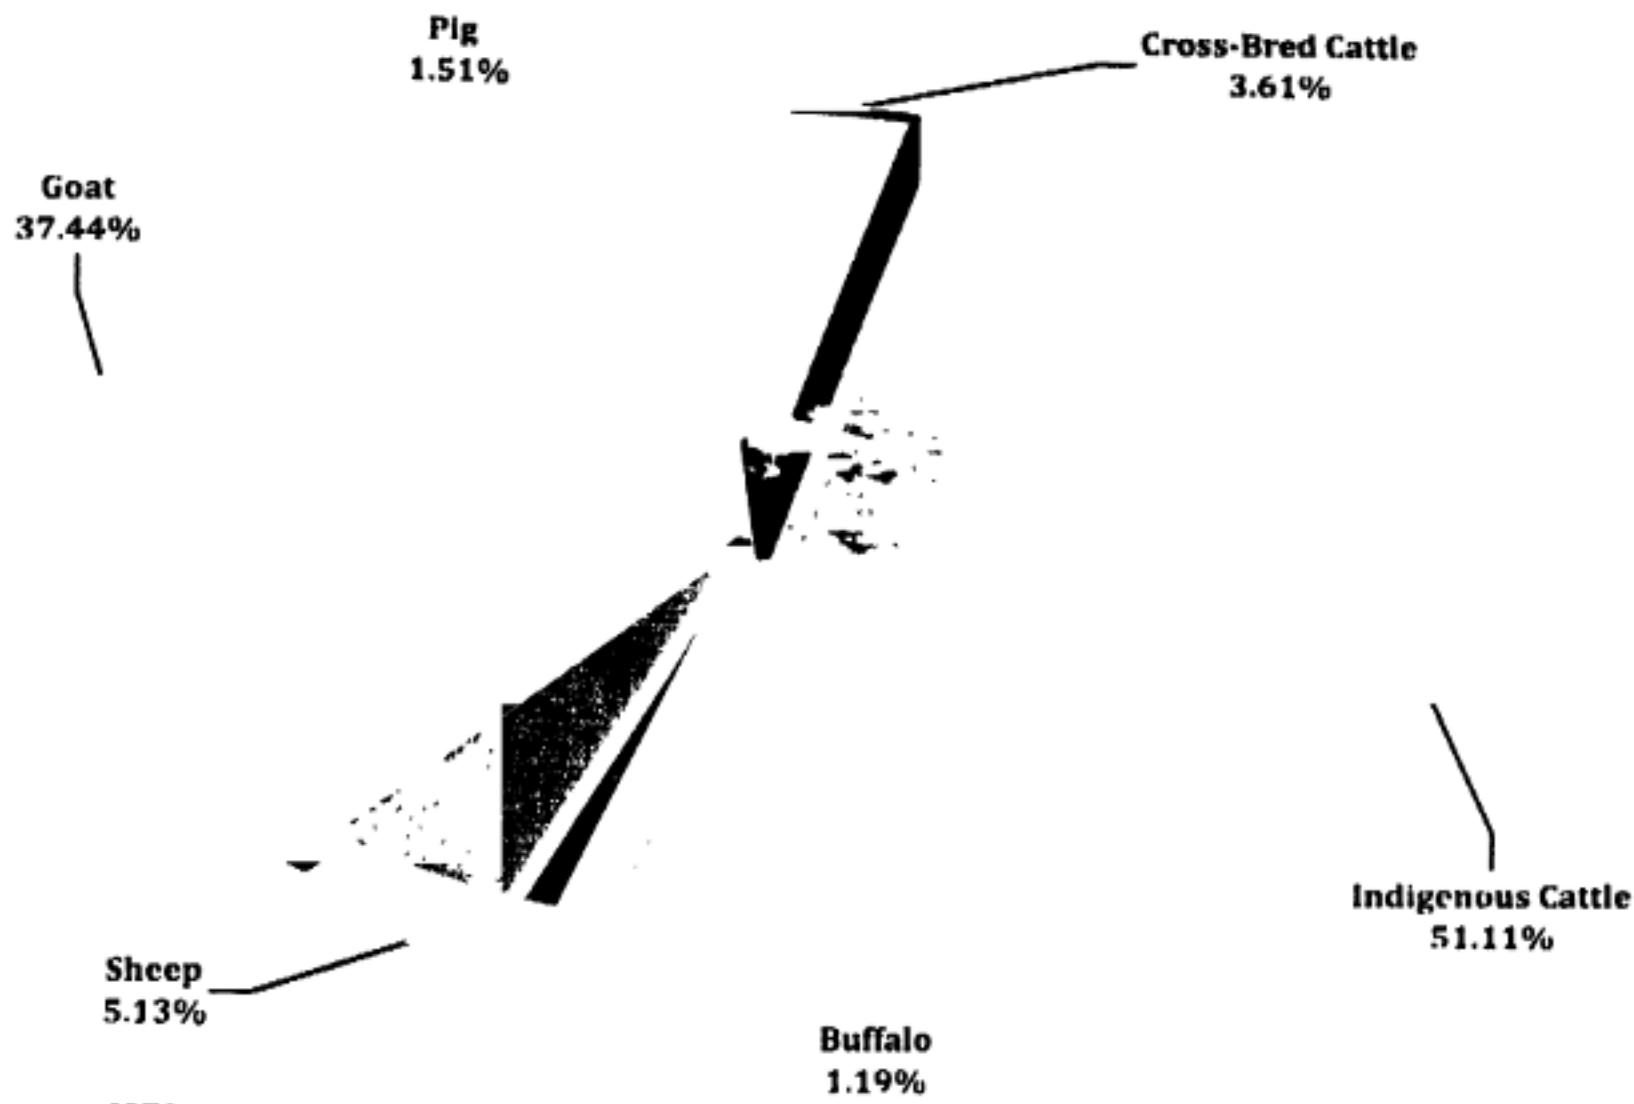 Pig
1.51%
Cross-Bred Cattle
3.61%
Goat
37.44%
Indigenous Cattle
51.11%
Sheep
5.13%
Buffalo
1.19%